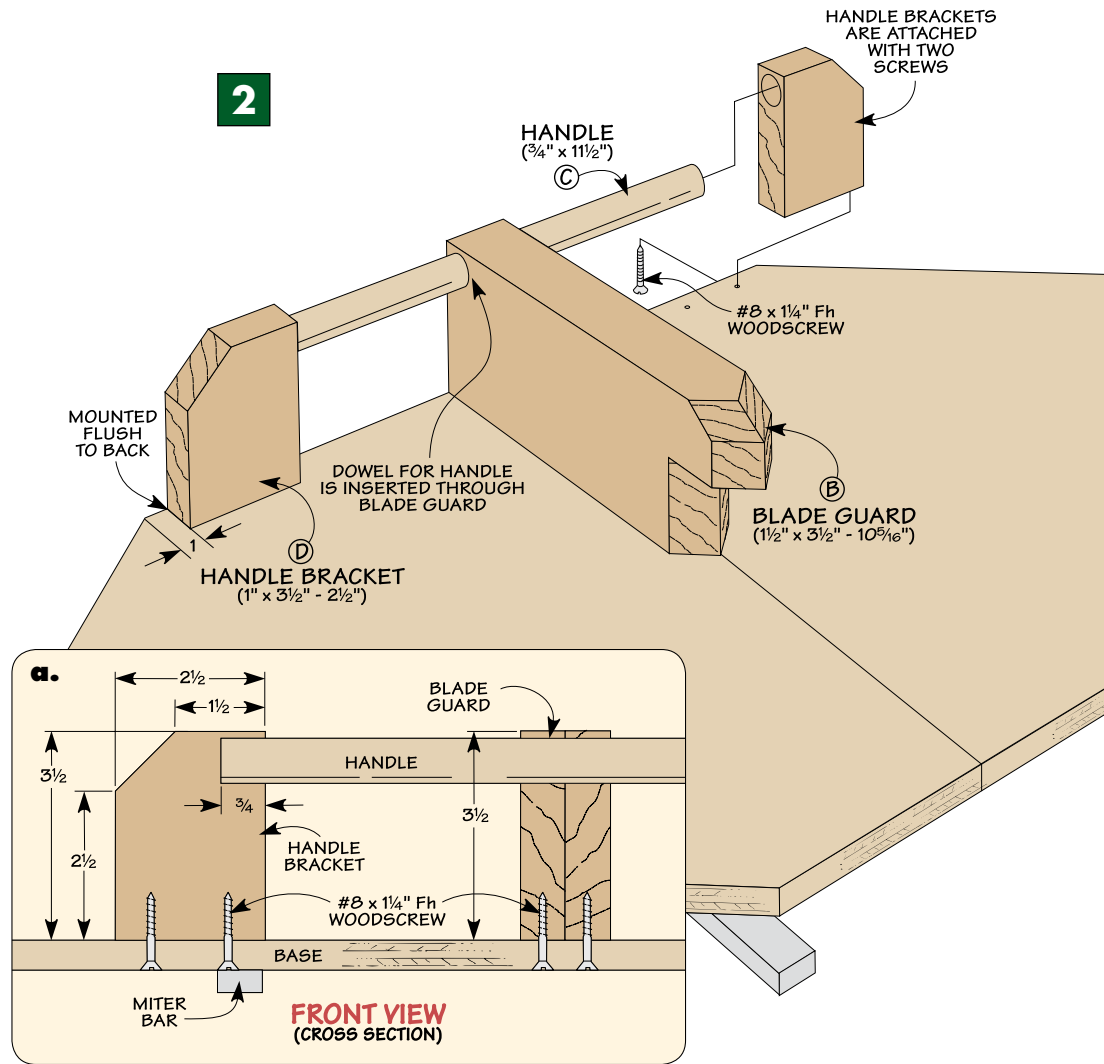 2
HANDLE BRACKETS
ARE ATTACHED
WITH TWO
SCREWS
HANDLE
(¾" x 11½")
C
#8 x 1¼" Fh
WOODSCREW
MOUNTED
FLUSH
TO BACK
DOWEL FOR HANDLE
IS INSERTED THROUGH
BLADE GUARD
B
BLADE GUARD
(1½" x 3½" - 10⁵⁄₁₆")
1
D
HANDLE BRACKET
(1" x 3½" - 2½")
a.
2½
1½
BLADE
GUARD
3½
HANDLE
¾
3½
2½
HANDLE
BRACKET
#8 x 1¼" Fh
WOODSCREW
BASE
MITER
BAR
FRONT VIEW
(CROSS SECTION)